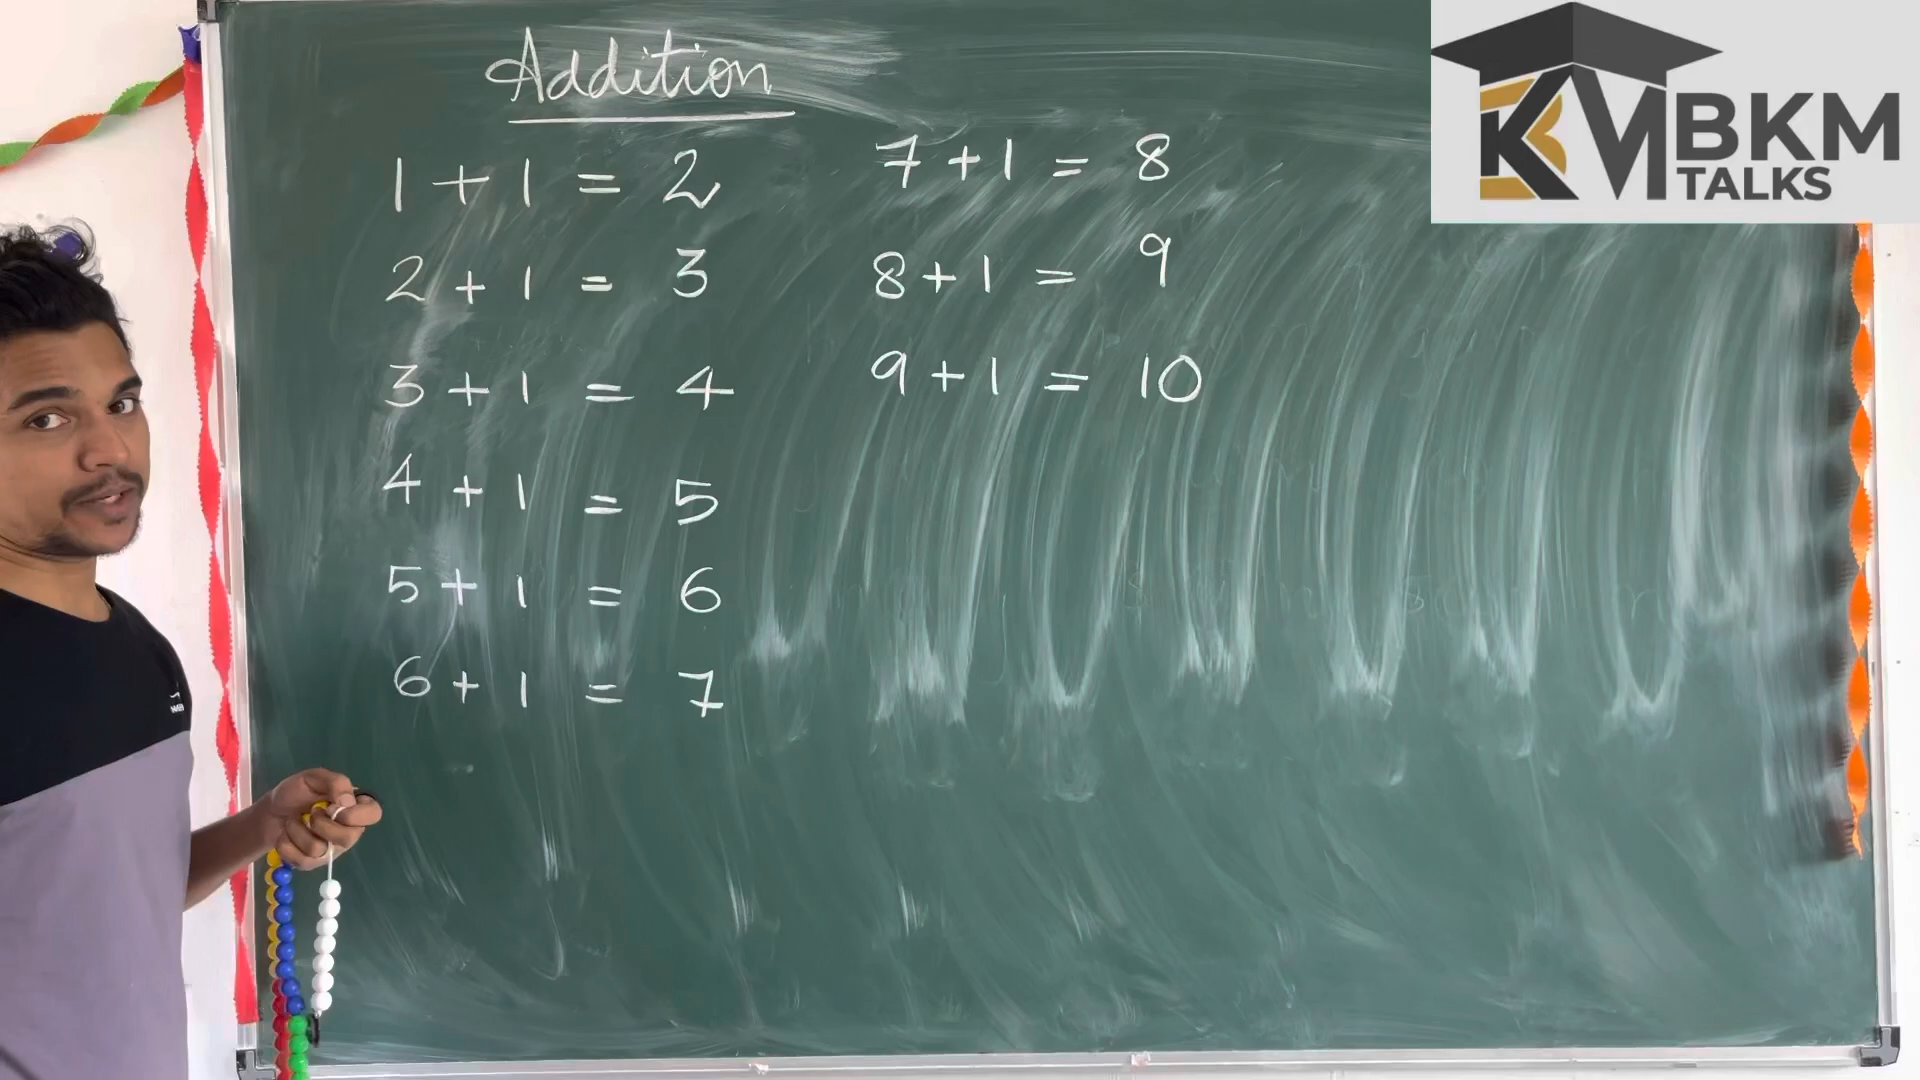 Addition
1 + 1 = 2
2 + 1 = 3
3 + 1 = 4
4 + 1 = 5
5 + 1 = 6
6 + 1 = 7
7 + 1 = 8
8 + 1 = 9
9 + 1 = 10
BKM
TALKS